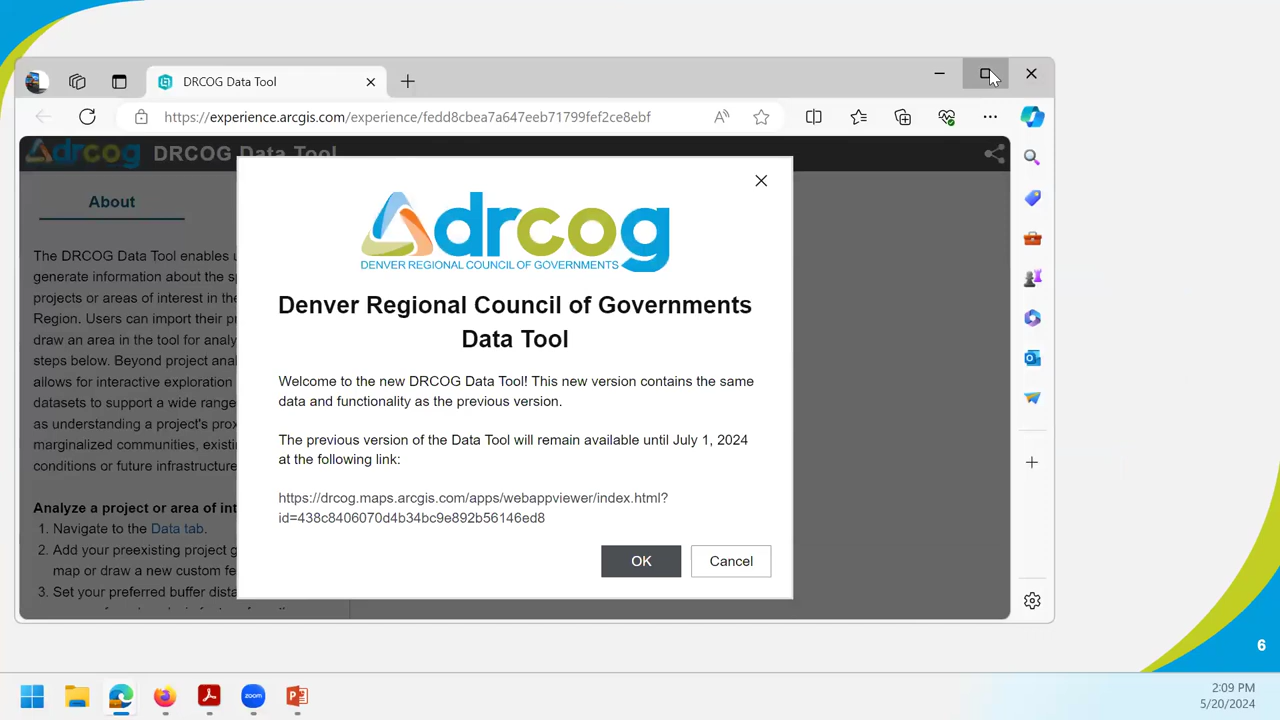 DRCOG Data Tool
https://experience.arcgis.com/experience/fedd8cbea7a647eeb71799fef2ce8ebf
drcog DRCOG Data Tool
About
The DRCOG Data Tool enables
generate information about the
projects or areas of interest in the
Region. Users can import their
draw an area in the tool for
steps below. Beyond project
allows for interactive exploration
datasets to support a wide range
as understanding a project's
marginalized communities,
conditions or future infrastructure
Analyze a project or area of
1. Navigate to the Data tab.
2. Add your preexisting project
map or draw a new custom
3. Set your preferred buffer
drcog
DENVER REGIONAL COUNCIL OF GOVERNMENTS
Denver Regional Council of Governments
Data Tool
Welcome to the new DRCOG Data Tool! This new version contains the same
data and functionality as the previous version.
The previous version of the Data Tool will remain available until July 1, 2024
at the following link:
https://drcog.maps.arcgis.com/apps/webappviewer/index.html?
id=438c8406070d4b34bc9e892b56146ed8
OK
Cancel
6
zoom
2:09 PM
5/20/2024